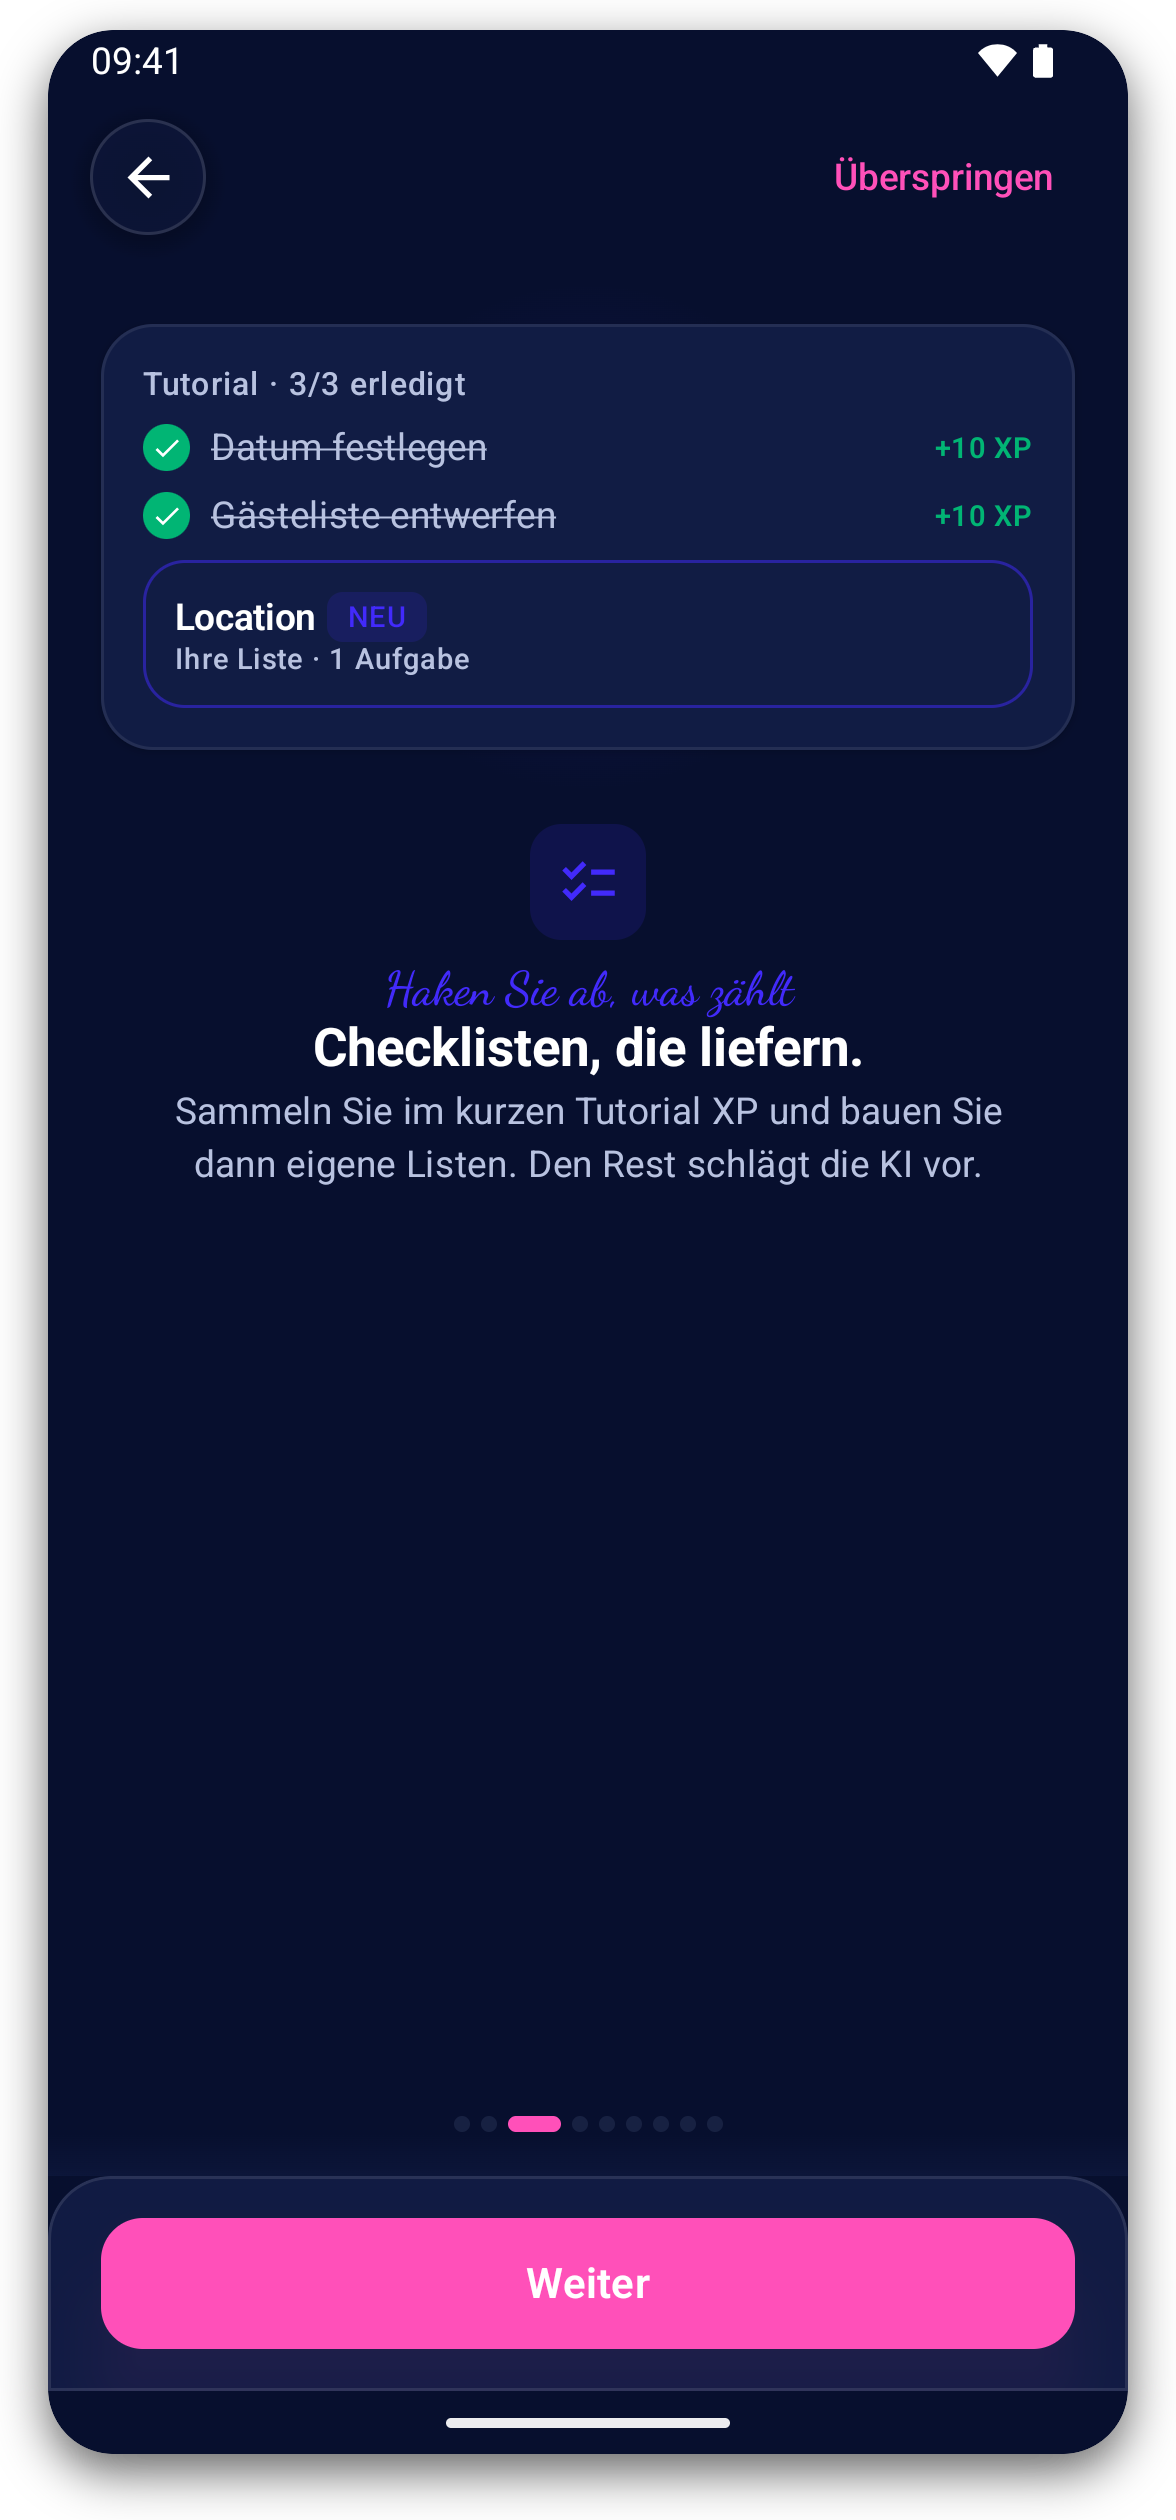 09:41
Überspringen
Tutorial · 3/3 erledigt
Datum festlegen +10 XP
Gästeliste entwerfen +10 XP
Location NEU
Ihre Liste · 1 Aufgabe
Haken Sie ab, was zählt
Checklisten, die liefern.
Sammeln Sie im kurzen Tutorial XP und bauen Sie
dann eigene Listen. Den Rest schlägt die KI vor.
Weiter